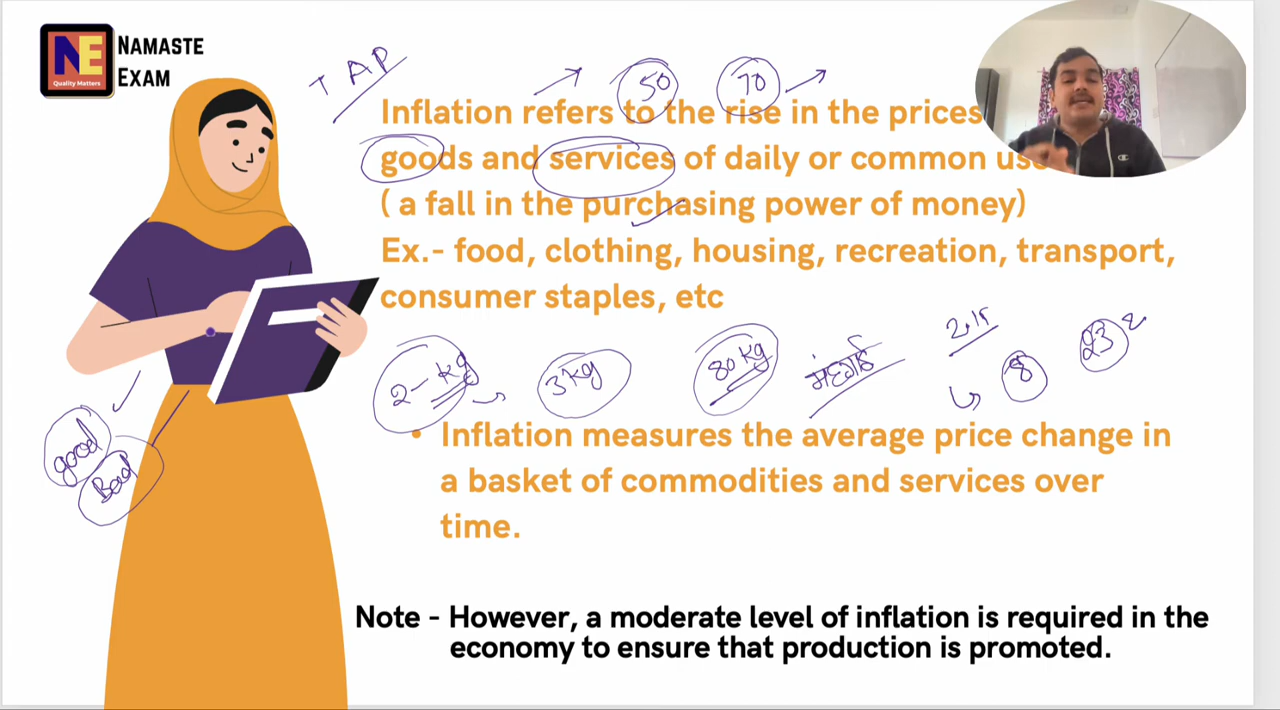 NAMASTE
EXAM
NE
Quality Matters
50
70
Inflation refers to the rise in the prices
goods and services of daily or common us
( a fall in the purchasing power of money)
Ex.- food, clothing, housing, recreation, transport,
consumer staples, etc
2 - kg
3 kg
80 kg
महंगाई
8
23
good
Bad
• Inflation measures the average price change in
a basket of commodities and services over
time.
Note - However, a moderate level of inflation is required in the
economy to ensure that production is promoted.